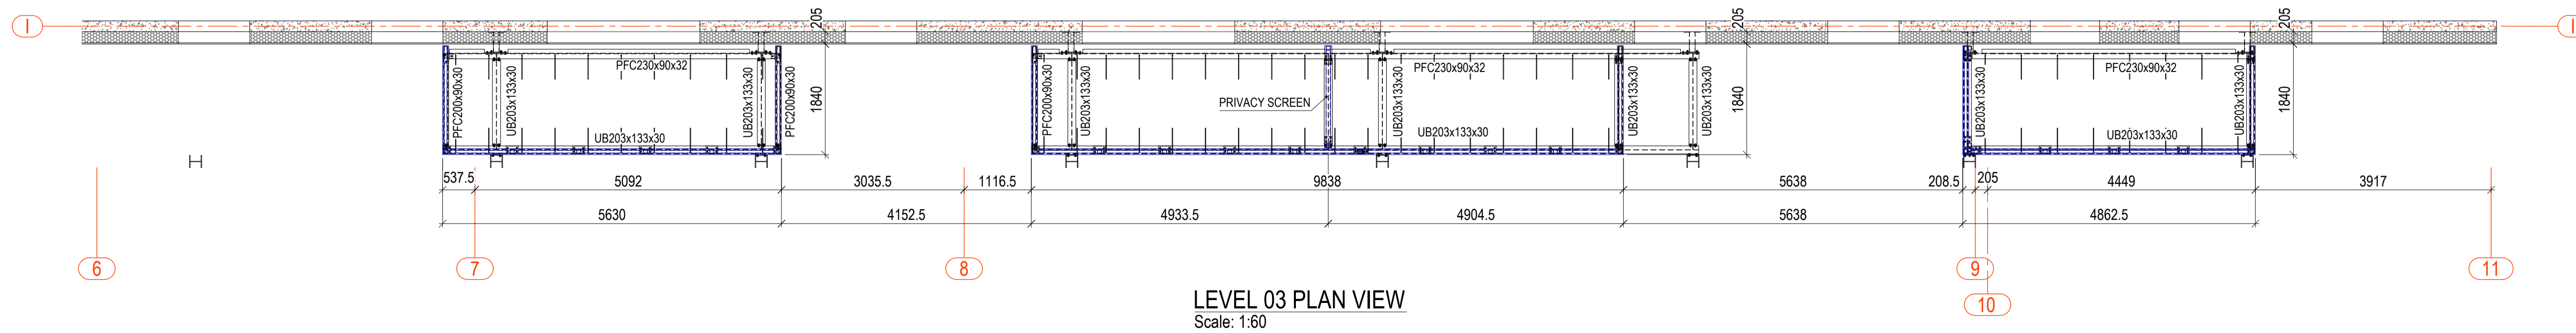 I
I
205
205
205
PFC230x90x32
PFC230x90x32
PFC230x90x32
PFC200x90x30
UB203x133x30
UB203x133x30
PFC200x90x30
1840
PFC200x90x30
UB203x133x30
PRIVACY SCREEN
UB203x133x30
UB203x133x30
UB203x133x30
1840
UB203x133x30
UB203x133x30
1840
UB203x133x30
UB203x133x30
UB203x133x30
537.5
5092
3035.5
1116.5
9838
5638
208.5
205
4449
3917
5630
4152.5
4933.5
4904.5
5638
4862.5
6
7
8
9
11
10
LEVEL 03 PLAN VIEW
Scale: 1:60